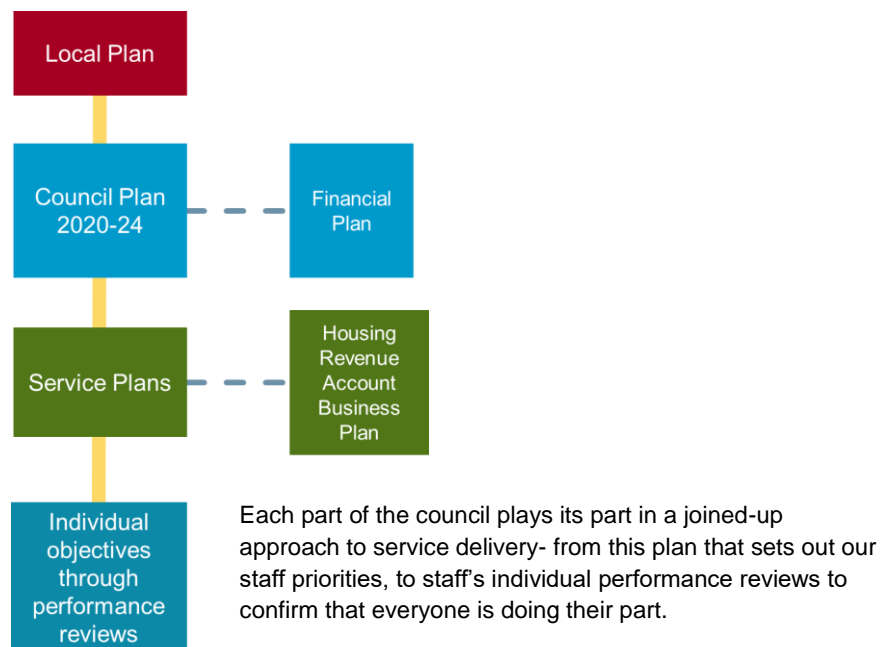 Local Plan
Council Plan
2020-24
Financial
Plan
Service Plans
Housing
Revenue
Account
Business
Plan
Individual
objectives
through
performance
reviews
Each part of the council plays its part in a joined-up
approach to service delivery- from this plan that sets out our
staff priorities, to staff’s individual performance reviews to
confirm that everyone is doing their part.